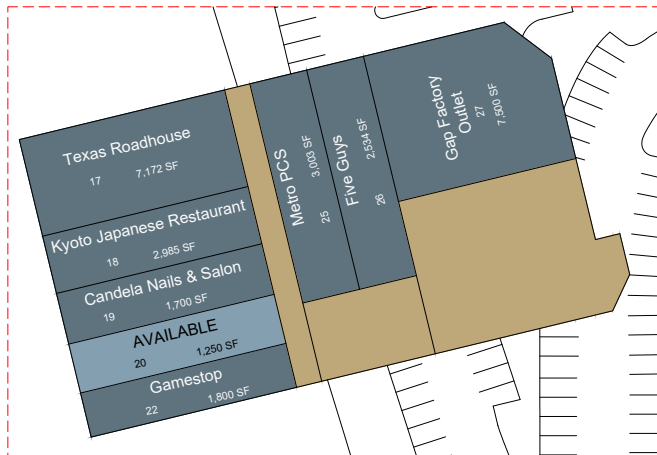 Texas Roadhouse
17 7,172 SF
Kyoto Japanese Restaurant
18 2,985 SF
Candela Nails & Salon
19 1,700 SF
AVAILABLE
20 1,250 SF
Gamestop
22 1,800 SF
Metro PCS
25 3,003 SF
Five Guys
26 2,534 SF
Gap Factory
Outlet
27
7,500 SF